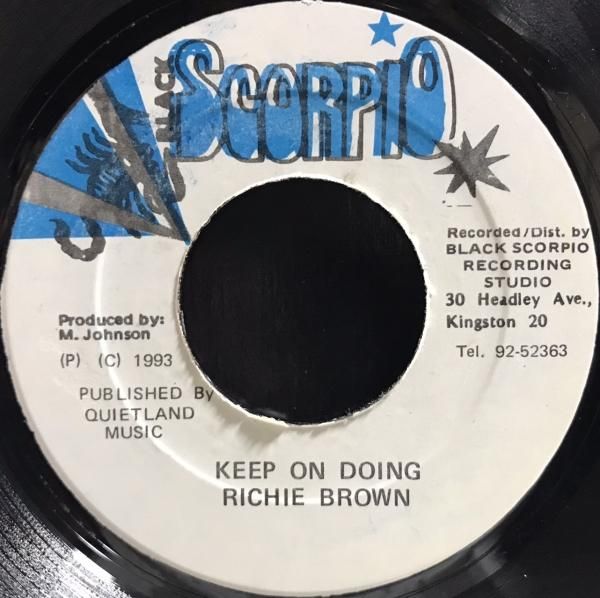 BLACK
SCORPIO
Recorded/Dist. by
BLACK SCORPIO
RECORDING
STUDIO
30 Headley Ave.,
Kingston 20
Tel. 92-52363
Produced by:
M. Johnson
(P) (C) 1993
PUBLISHED By
QUIETLAND
MUSIC
KEEP ON DOING
RICHIE BROWN